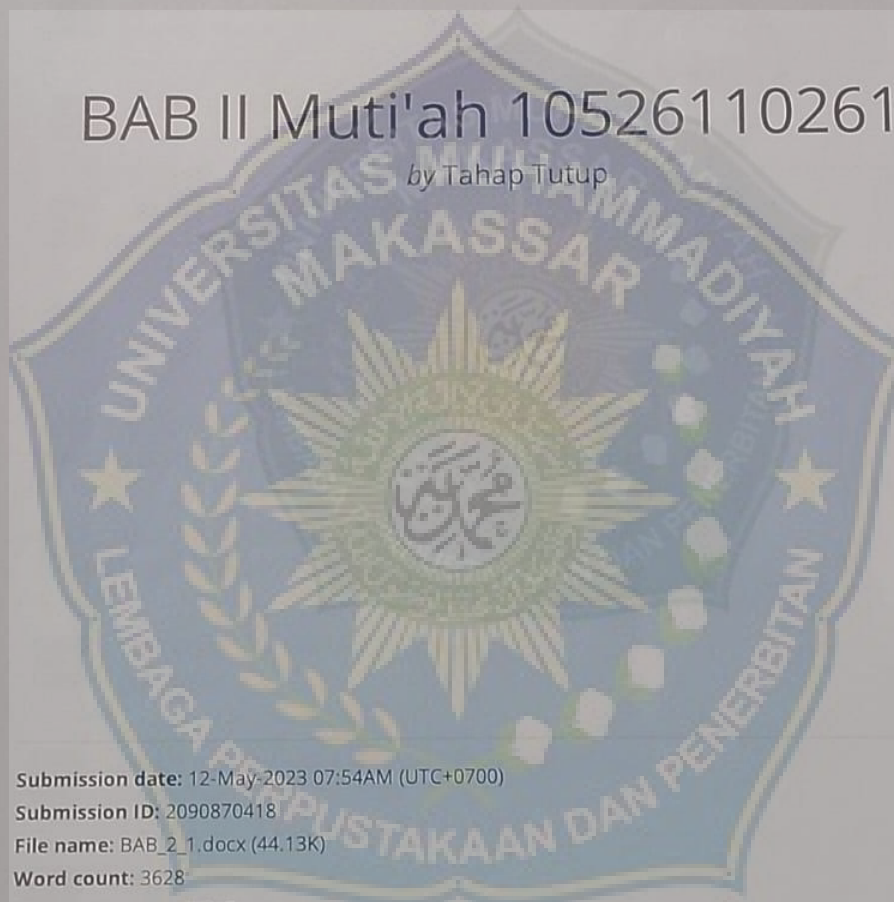 BAB II Muti'ah 10526110261
by Tahap Tutup
UNIVERSITAS MUHAMMADIYAH
MAKASSAR
محمد
LEMBAGA PERPUSTAKAAN DAN PENERBITAN
Submission date: 12-May-2023 07:54AM (UTC+0700)
Submission ID: 2090870418
File name: BAB_2_1.docx (44.13K)
Word count: 3628